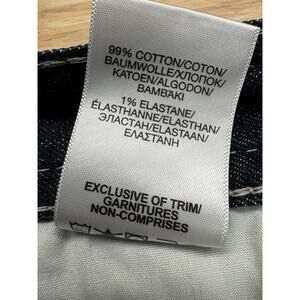 99% COTTON/COTON/
BAUMWOLLE/ХЛОПОК/
KATOEN/ALGODON/
BAMBAKI
1% ELASTANE/
ÉLASTHANNE/ELASTHAN/
ЭЛАСТАН/ELASTAAN/
ΕΛΑΣΤΑΝΗ
EXCLUSIVE OF TRIM/
GARNITURES
NON-COMPRISES